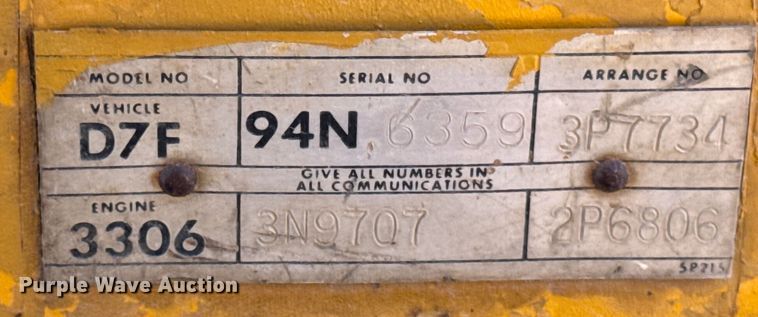 MODEL NO SERIAL NO ARRANGE NO
VEHICLE
D7F 94N 6359 3P7734
GIVE ALL NUMBERS IN
ALL COMMUNICATIONS
ENGINE
3306 3N9707 2P6806
SP215
Purple Wave Auction